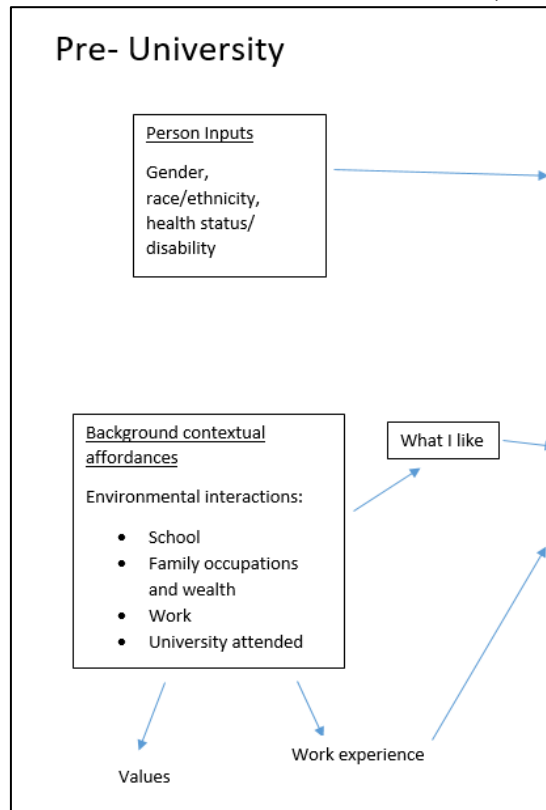 Pre- University
Person Inputs
Gender,
race/ethnicity,
health status/
disability
Background contextual
affordances
Environmental interactions:
• School
• Family occupations
and wealth
• Work
• University attended
What I like
Work experience
Values